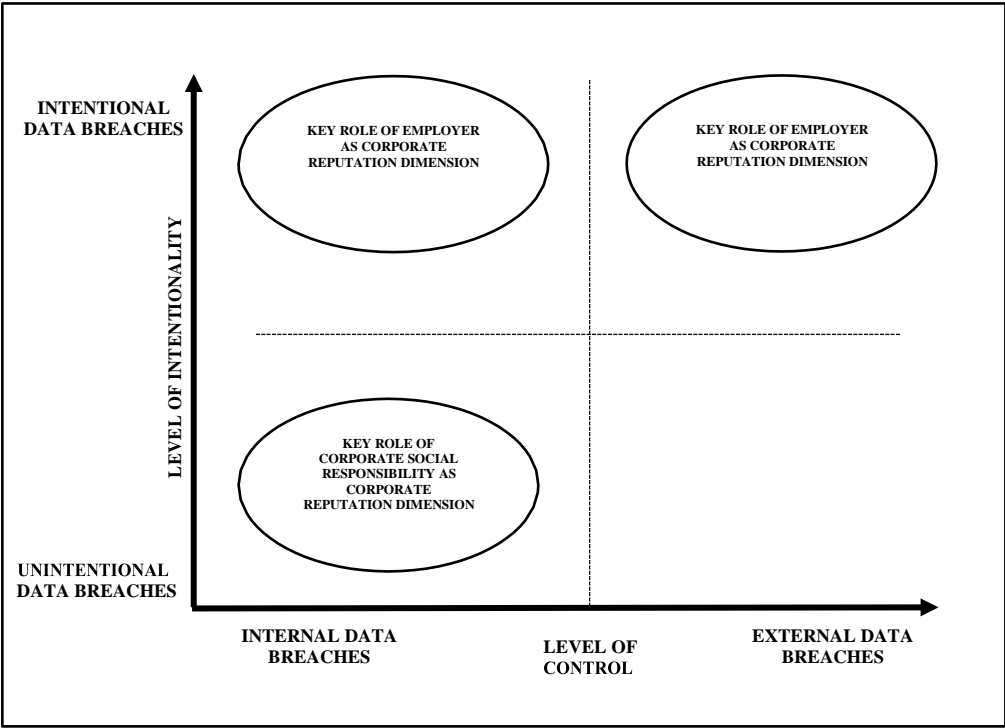 INTENTIONAL
DATA BREACHES
KEY ROLE OF EMPLOYER
AS CORPORATE
REPUTATION DIMENSION
KEY ROLE OF EMPLOYER
AS CORPORATE
REPUTATION DIMENSION
LEVEL OF INTENTIONALITY
KEY ROLE OF
CORPORATE SOCIAL
RESPONSIBILITY AS
CORPORATE
REPUTATION DIMENSION
UNINTENTIONAL
DATA BREACHES
INTERNAL DATA
BREACHES
LEVEL OF
CONTROL
EXTERNAL DATA
BREACHES